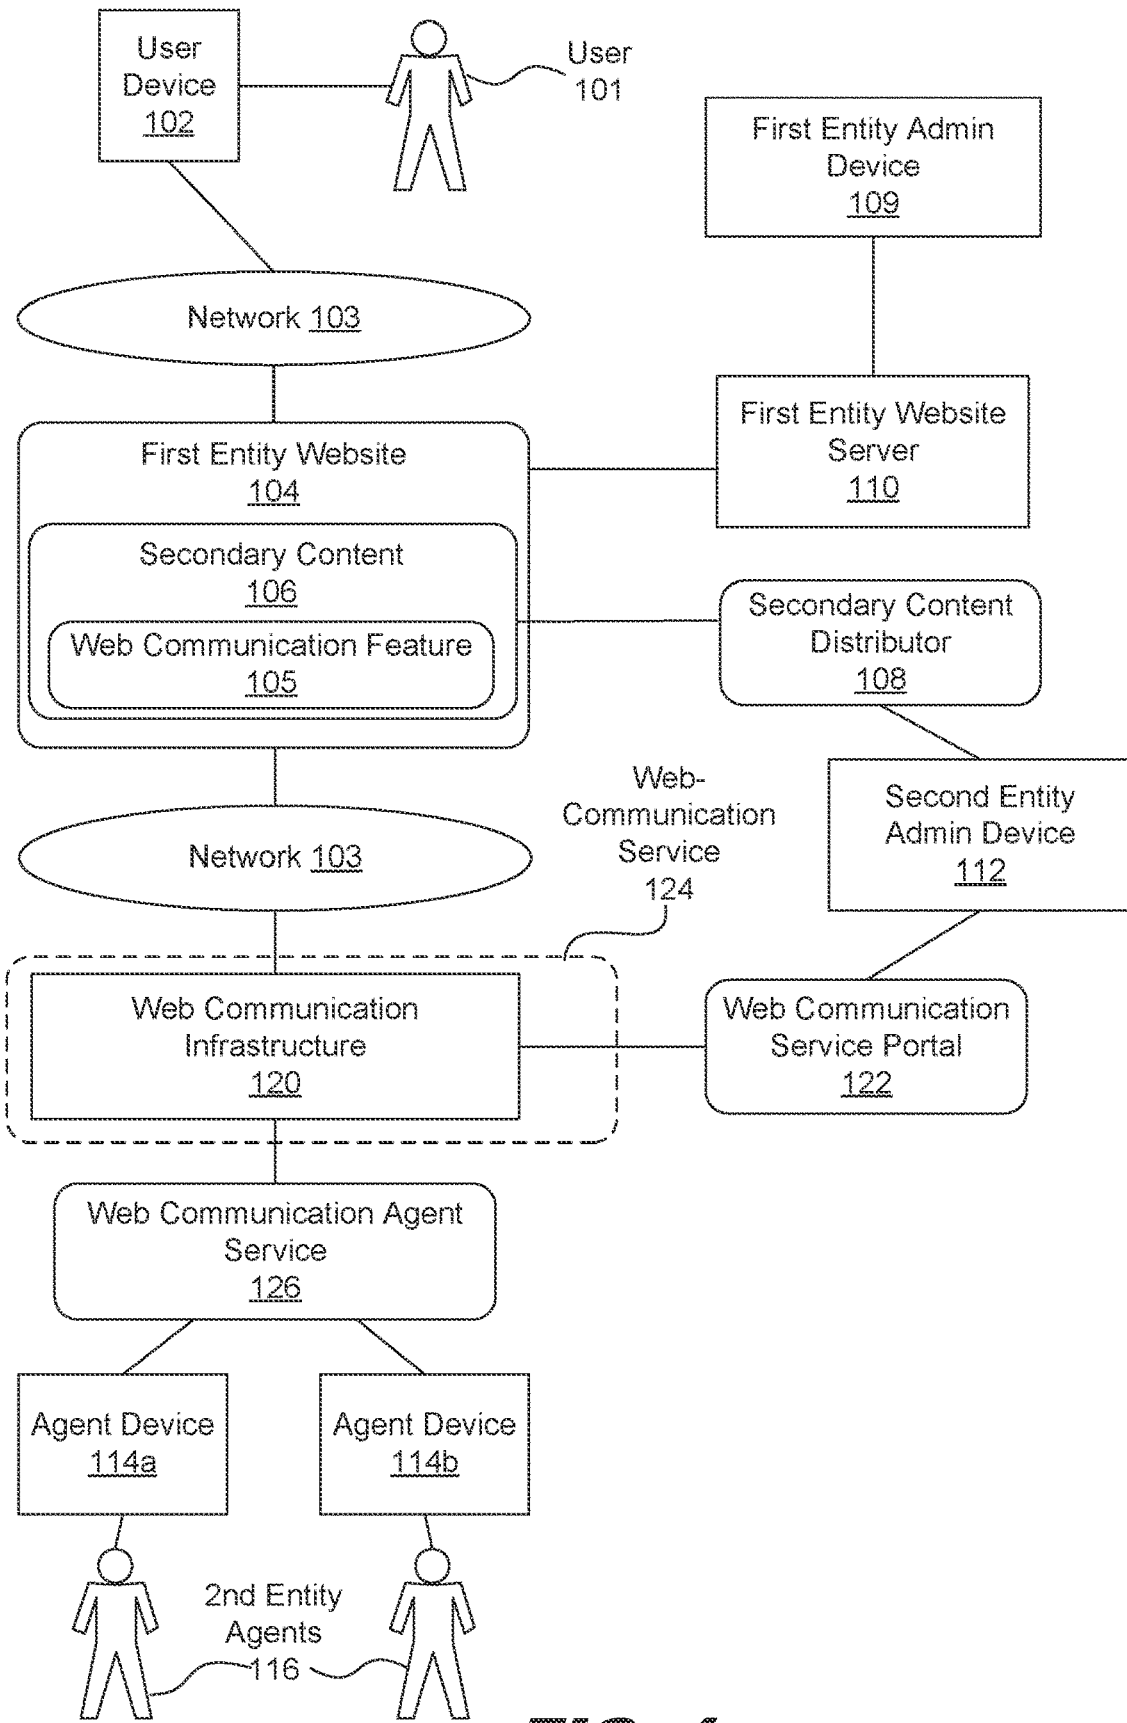 User
Device
102
User
101
First Entity Admin
Device
109
Network 103
First Entity Website
104
First Entity Website
Server
110
Secondary Content
106
Web Communication Feature
105
Secondary Content
Distributor
108
Web-
Communication
Service
124
Second Entity
Admin Device
112
Network 103
Web Communication
Infrastructure
120
Web Communication
Service Portal
122
Web Communication Agent
Service
126
Agent Device
114a
Agent Device
114b
2nd Entity
Agents
116